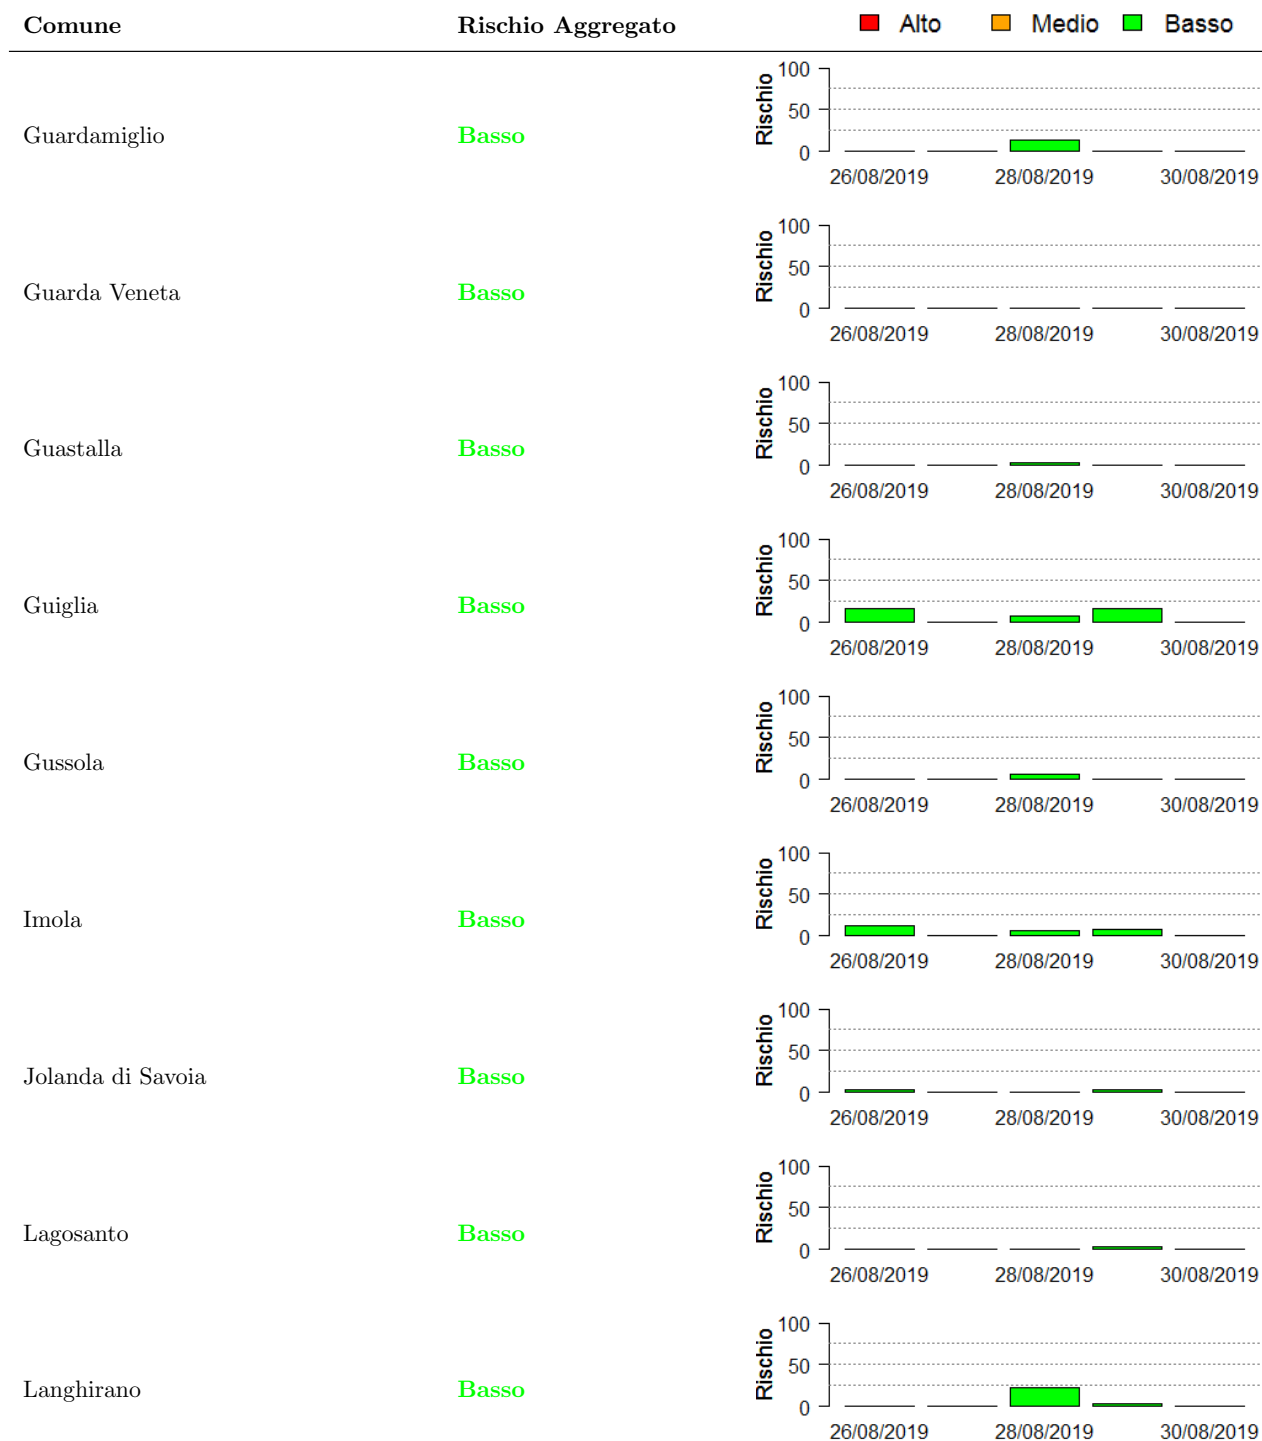 Comune Rischio Aggregato Alto Medio Basso
100
50
0
Rischio
Guardamiglio Basso
26/08/2019 28/08/2019 30/08/2019
100
50
0
Rischio
Guarda Veneta Basso
26/08/2019 28/08/2019 30/08/2019
100
50
0
Rischio
Guastalla Basso
26/08/2019 28/08/2019 30/08/2019
100
50
0
Rischio
Guiglia Basso
26/08/2019 28/08/2019 30/08/2019
100
50
0
Rischio
Gussola Basso
26/08/2019 28/08/2019 30/08/2019
100
50
0
Rischio
Imola Basso
26/08/2019 28/08/2019 30/08/2019
100
50
0
Rischio
Jolanda di Savoia Basso
26/08/2019 28/08/2019 30/08/2019
100
50
0
Rischio
Lagosanto Basso
26/08/2019 28/08/2019 30/08/2019
100
50
0
Rischio
Langhirano Basso
26/08/2019 28/08/2019 30/08/2019